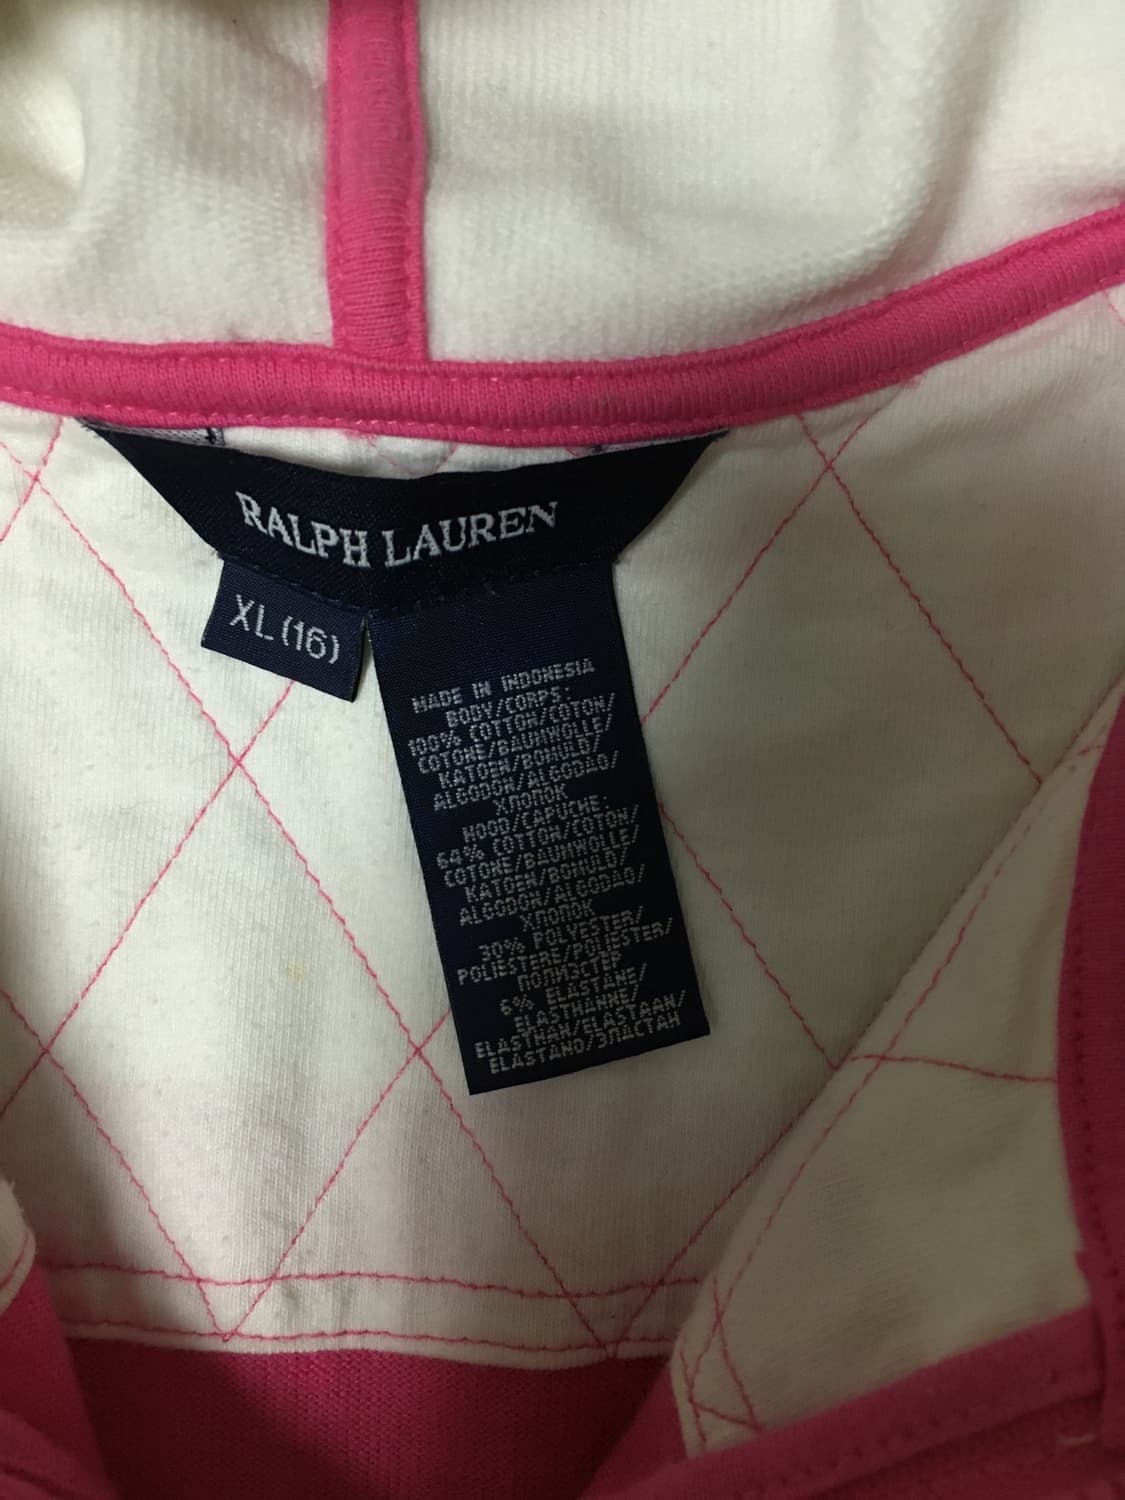 RALPH LAUREN
XL (16)
MADE IN INDONESIA
BODY/CORPS:
100% COTTON/COTON/
COTONE/BAUMWOLLE/
KATOEN/BOMULD/
ALGODON/ALGODAO/
ХЛОПОК
HOOD/CAPUCHE:
64% COTTON/COTON/
COTONE/BAUMWOLLE/
KATOEN/BOMULD/
ALGODON/ALGODAO/
ХЛОПОК
30% POLYESTER/
POLIESTERE/POLIESTER/
ПОЛИЭСТЕР
6% ELASTANE/
ELASTHANNE/
ELASTHAN/ELASTAAN/
ELASTANO/ЭЛАСТАН